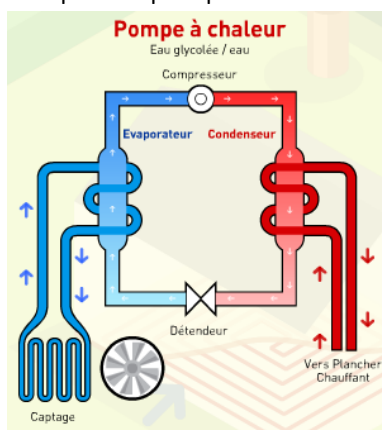 Pompe à chaleur
Eau glycolée / eau
Compresseur
Evaporateur
Condenseur
Détendeur
Vers Plancher
Chauffant
Captage